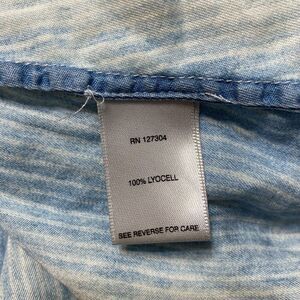 RN 127304
100% LYOCELL
SEE REVERSE FOR CARE